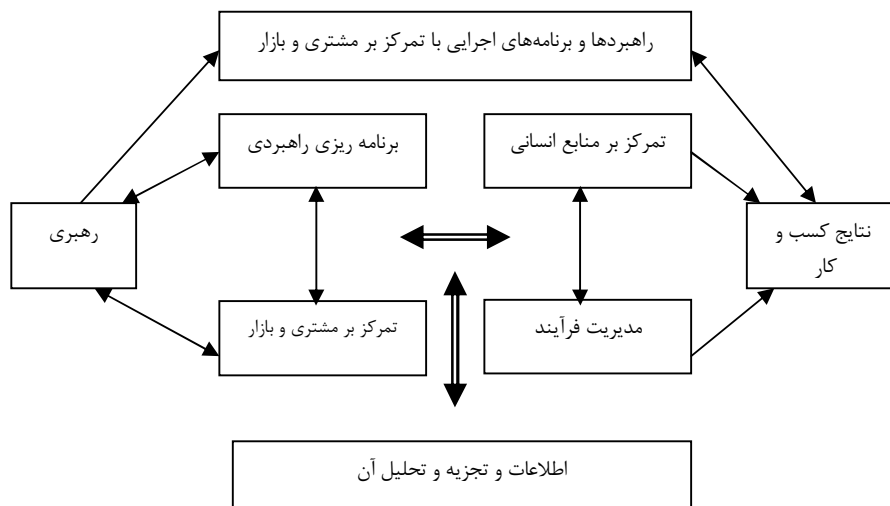 راهبردها و برنامه‌های اجرایی با تمرکز بر مشتری و بازار
تمرکز بر منابع انسانی
برنامه ریزی راهبردی
نتایج کسب و
کار
رهبری
مدیریت فرآیند
تمرکز بر مشتری و بازار
اطلاعات و تجزیه و تحلیل آن